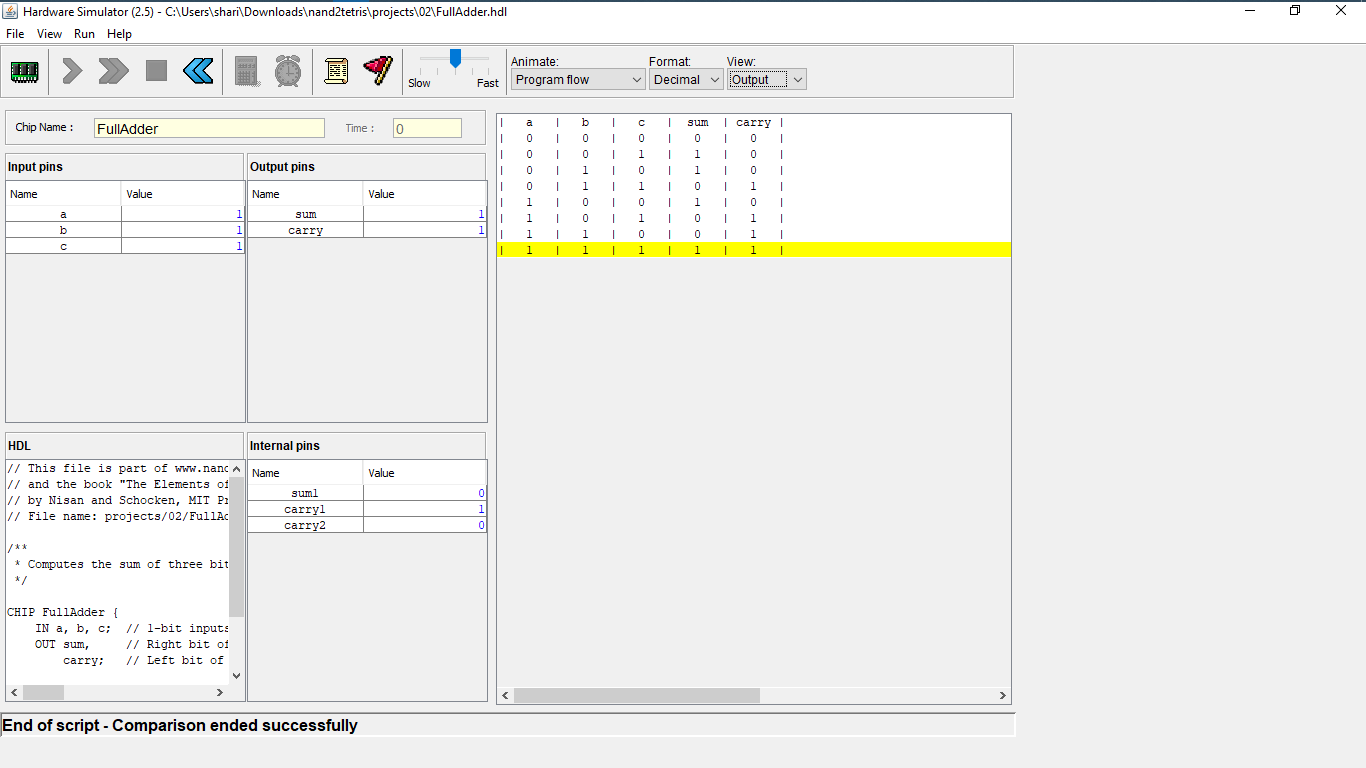 Hardware Simulator (2.5) - C:\Users\shari\Downloads\nand2tetris\projects\02\FullAdder.hdl
File View Run Help
Animate: Format: View:
Slow Fast Program flow Decimal Output
Chip Name : FullAdder Time : 0
Input pins
Name Value
a 1
b 1
c 1
Output pins
Name Value
sum 1
carry 1
| a | b | c | sum | carry |
| 0 | 0 | 0 | 0 | 0 |
| 0 | 0 | 1 | 1 | 0 |
| 0 | 1 | 0 | 1 | 0 |
| 0 | 1 | 1 | 0 | 1 |
| 1 | 0 | 0 | 1 | 0 |
| 1 | 0 | 1 | 0 | 1 |
| 1 | 1 | 0 | 0 | 1 |
| 1 | 1 | 1 | 1 | 1 |
HDL
// This file is part of www.nand
// and the book "The Elements of
// by Nisan and Schocken, MIT Pr
// File name: projects/02/FullAd
/**
* Computes the sum of three bit
*/
CHIP FullAdder {
IN a, b, c; // 1-bit inputs
OUT sum, // Right bit of
carry; // Left bit of
Internal pins
Name Value
sum1 0
carry1 1
carry2 0
End of script - Comparison ended successfully